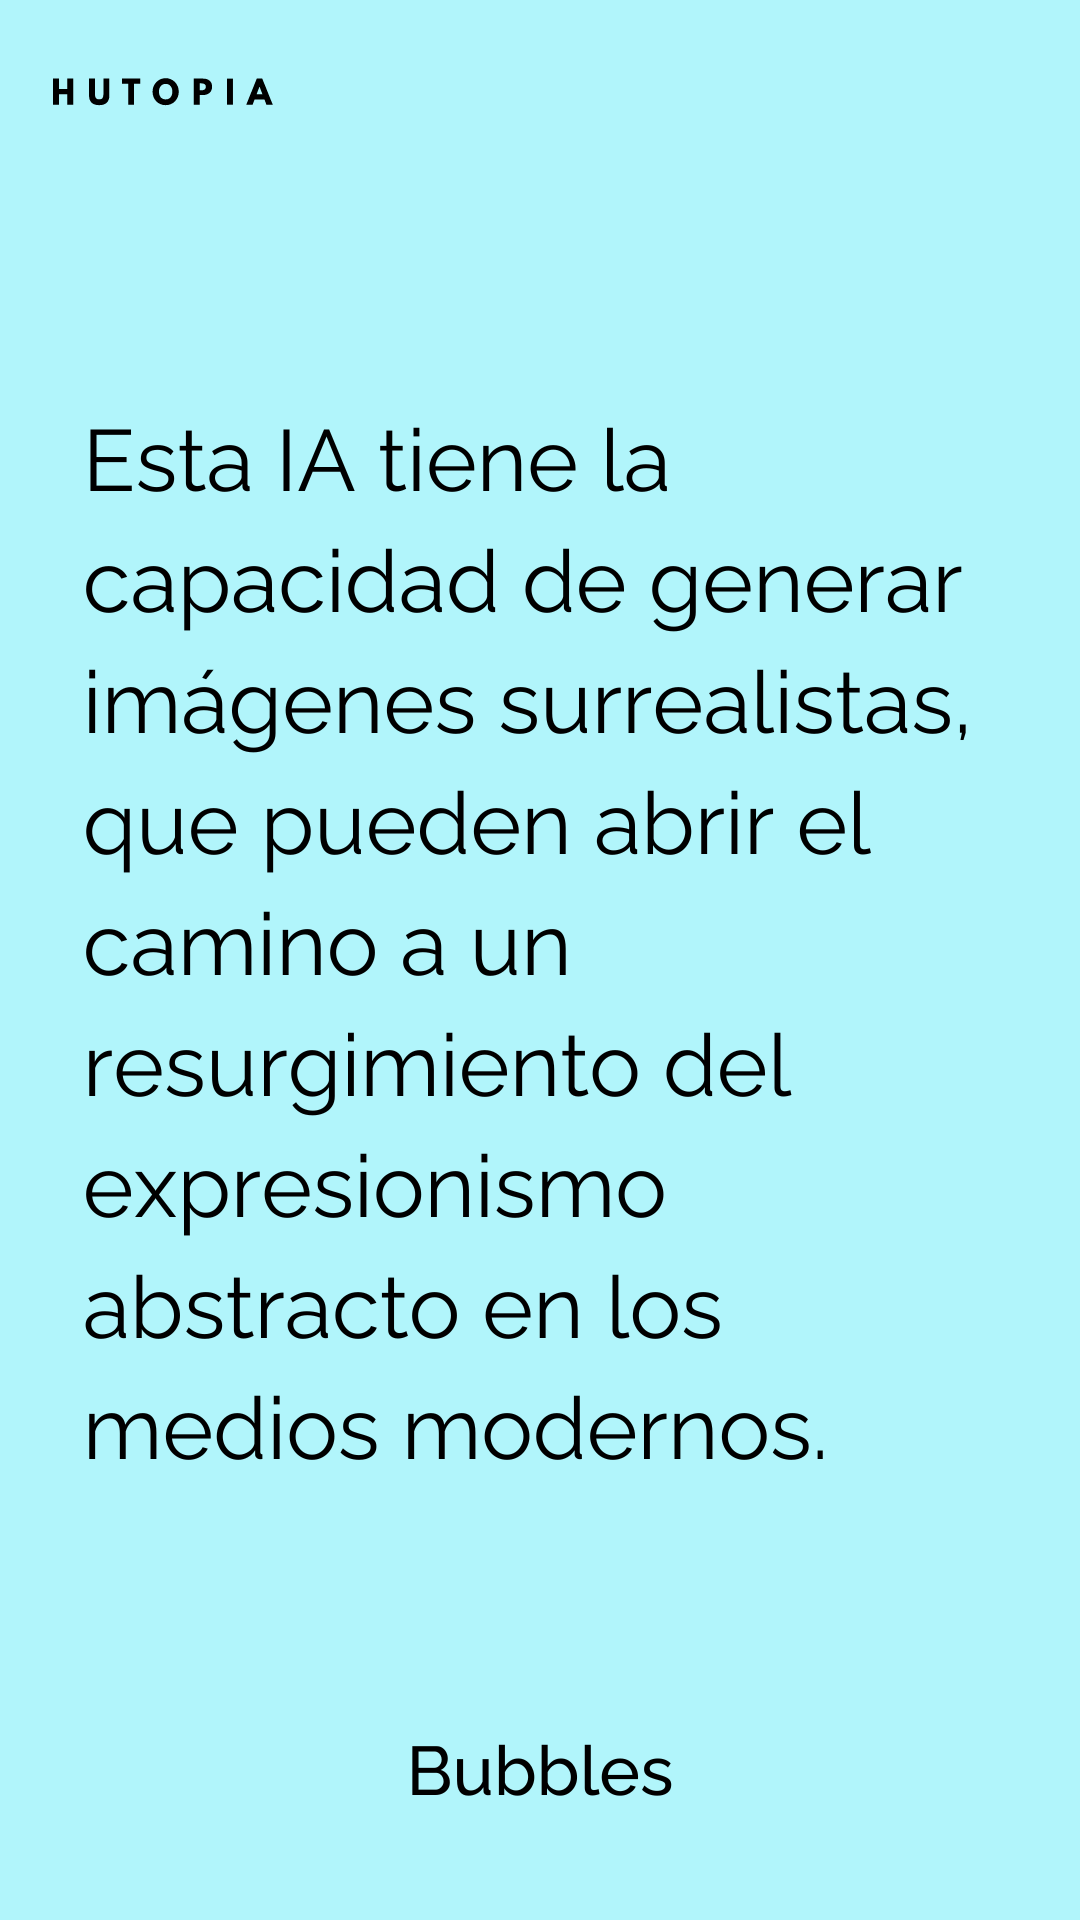 HUTOPIA
Esta IA tiene la
capacidad de generar
imágenes surrealistas,
que pueden abrir el
camino a un
resurgimiento del
expresionismo
abstracto en los
medios modernos.
Bubbles